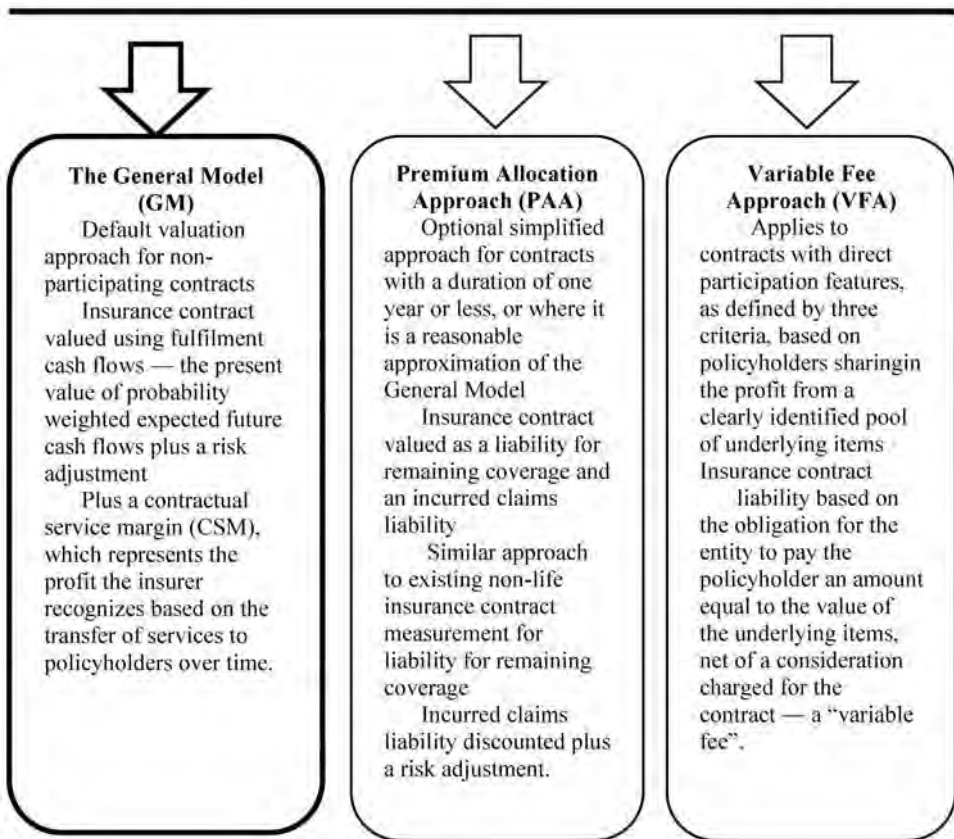 The General Model
(GM)
Default valuation
approach for non-
participating contracts
Insurance contract
valued using fulfilment
cash flows — the present
value of probability
weighted expected future
cash flows plus a risk
adjustment
Plus a contractual
service margin (CSM),
which represents the
profit the insurer
recognizes based on the
transfer of services to
policyholders over time.
Premium Allocation
Approach (PAA)
Optional simplified
approach for contracts
with a duration of one
year or less, or where it
is a reasonable
approximation of the
General Model
Insurance contract
valued as a liability for
remaining coverage and
an incurred claims
liability
Similar approach
to existing non-life
insurance contract
measurement for
liability for remaining
coverage
Incurred claims
liability discounted plus
a risk adjustment.
Variable Fee
Approach (VFA)
Applies to
contracts with direct
participation features,
as defined by three
criteria, based on
policyholders sharingin
the profit from a
clearly identified pool
of underlying items
Insurance contract
liability based on
the obligation for the
entity to pay the
policyholder an amount
equal to the value of
the underlying items,
net of a consideration
charged for the
contract — a “variable
fee”.